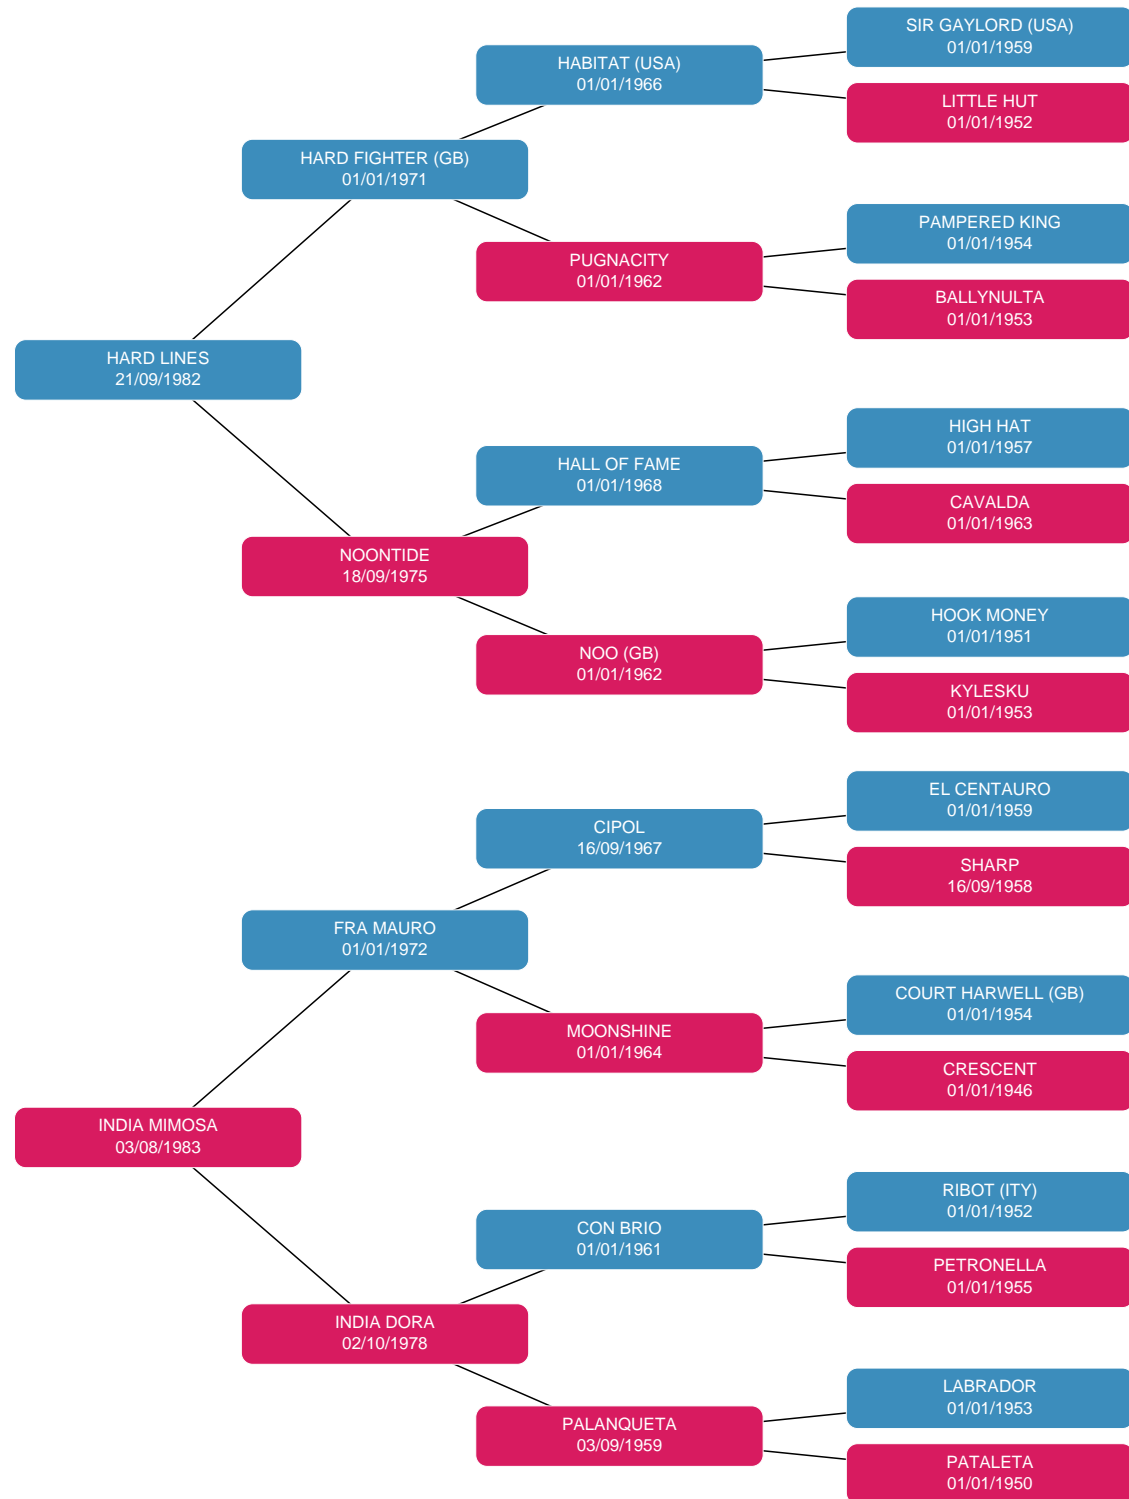 SIR GAYLORD (USA)
01/01/1959
HABITAT (USA)
01/01/1966
LITTLE HUT
01/01/1952
HARD FIGHTER (GB)
01/01/1971
PAMPERED KING
01/01/1954
PUGNACITY
01/01/1962
BALLYNULTA
01/01/1953
HARD LINES
21/09/1982
HIGH HAT
01/01/1957
HALL OF FAME
01/01/1968
CAVALDA
01/01/1963
NOONTIDE
18/09/1975
HOOK MONEY
01/01/1951
NOO (GB)
01/01/1962
KYLESKU
01/01/1953
EL CENTAURO
01/01/1959
CIPOL
16/09/1967
SHARP
16/09/1958
FRA MAURO
01/01/1972
COURT HARWELL (GB)
01/01/1954
MOONSHINE
01/01/1964
CRESCENT
01/01/1946
INDIA MIMOSA
03/08/1983
RIBOT (ITY)
01/01/1952
CON BRIO
01/01/1961
PETRONELLA
01/01/1955
INDIA DORA
02/10/1978
LABRADOR
01/01/1953
PALANQUETA
03/09/1959
PATALETA
01/01/1950